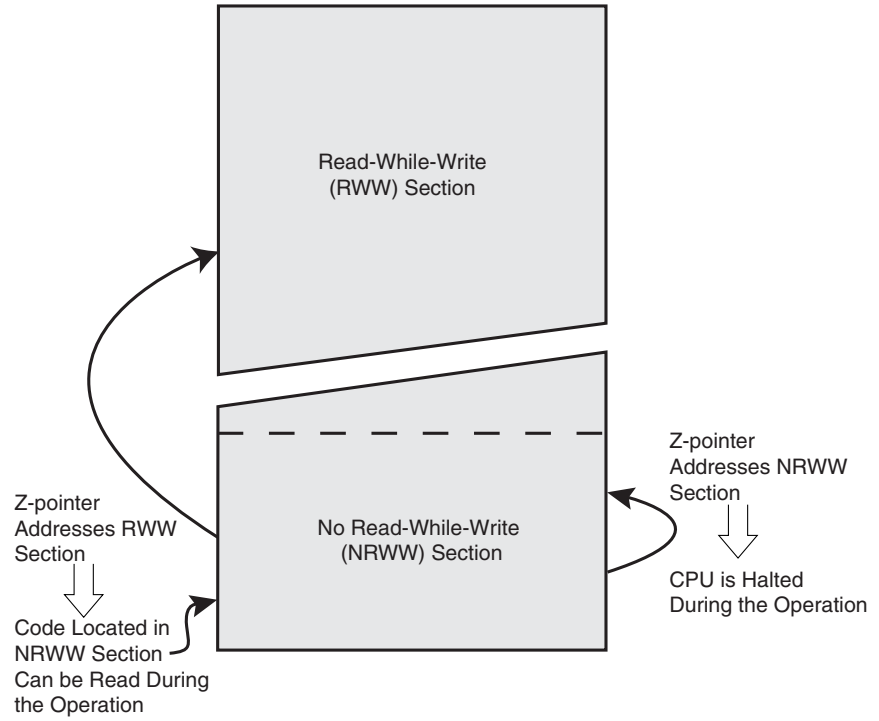 Read-While-Write
(RWW) Section
Z-pointer
Addresses NRWW
Section
Z-pointer
Addresses RWW
Section
No Read-While-Write
(NRWW) Section
CPU is Halted
During the Operation
Code Located in
NRWW Section
Can be Read During
the Operation